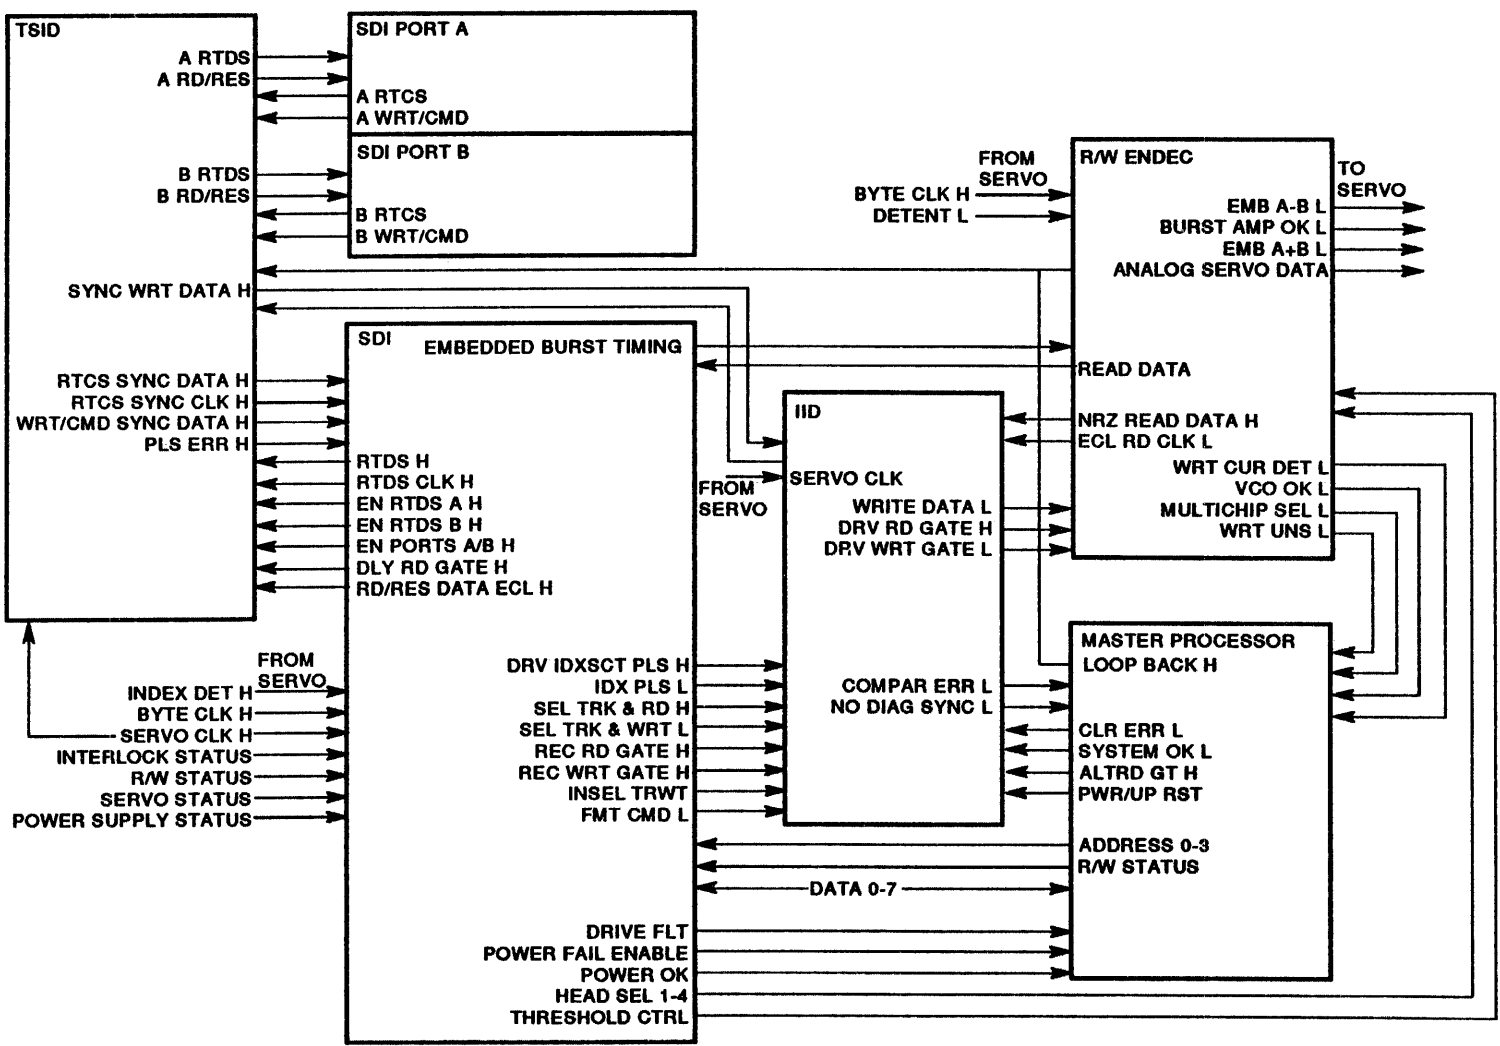 TSID
A RTDS
A RD/RES
SDI PORT A
A RTCS
A WRT/CMD
SDI PORT B
B RTDS
B RD/RES
B RTCS
B WRT/CMD
SYNC WRT DATA H
RTCS SYNC DATA H
RTCS SYNC CLK H
WRT/CMD SYNC DATA H
PLS ERR H
SDI
EMBEDDED BURST TIMING
RTDS H
RTDS CLK H
EN RTDS A H
EN RTDS B H
EN PORTS A/B H
DLY RD GATE H
RD/RES DATA ECL H
FROM
SERVO
INDEX DET H
BYTE CLK H
SERVO CLK H
INTERLOCK STATUS
R/W STATUS
SERVO STATUS
POWER SUPPLY STATUS
DRV IDXSCT PLS H
IDX PLS L
SEL TRK & RD H
SEL TRK & WRT L
REC RD GATE H
REC WRT GATE H
INSEL TRWT
FMT CMD L
DRIVE FLT
POWER FAIL ENABLE
POWER OK
HEAD SEL 1-4
THRESHOLD CTRL
IID
FROM
SERVO
SERVO CLK
WRITE DATA L
DRV RD GATE H
DRV WRT GATE L
COMPAR ERR L
NO DIAG SYNC L
DATA 0-7
FROM
SERVO
BYTE CLK H
DETENT L
R/W ENDEC
TO
SERVO
EMB A-B L
BURST AMP OK L
EMB A+B L
ANALOG SERVO DATA
READ DATA
NRZ READ DATA H
ECL RD CLK L
WRT CUR DET L
VCO OK L
MULTICHIP SEL L
WRT UNS L
MASTER PROCESSOR
LOOP BACK H
CLR ERR L
SYSTEM OK L
ALTRD GT H
PWR/UP RST
ADDRESS 0-3
R/W STATUS